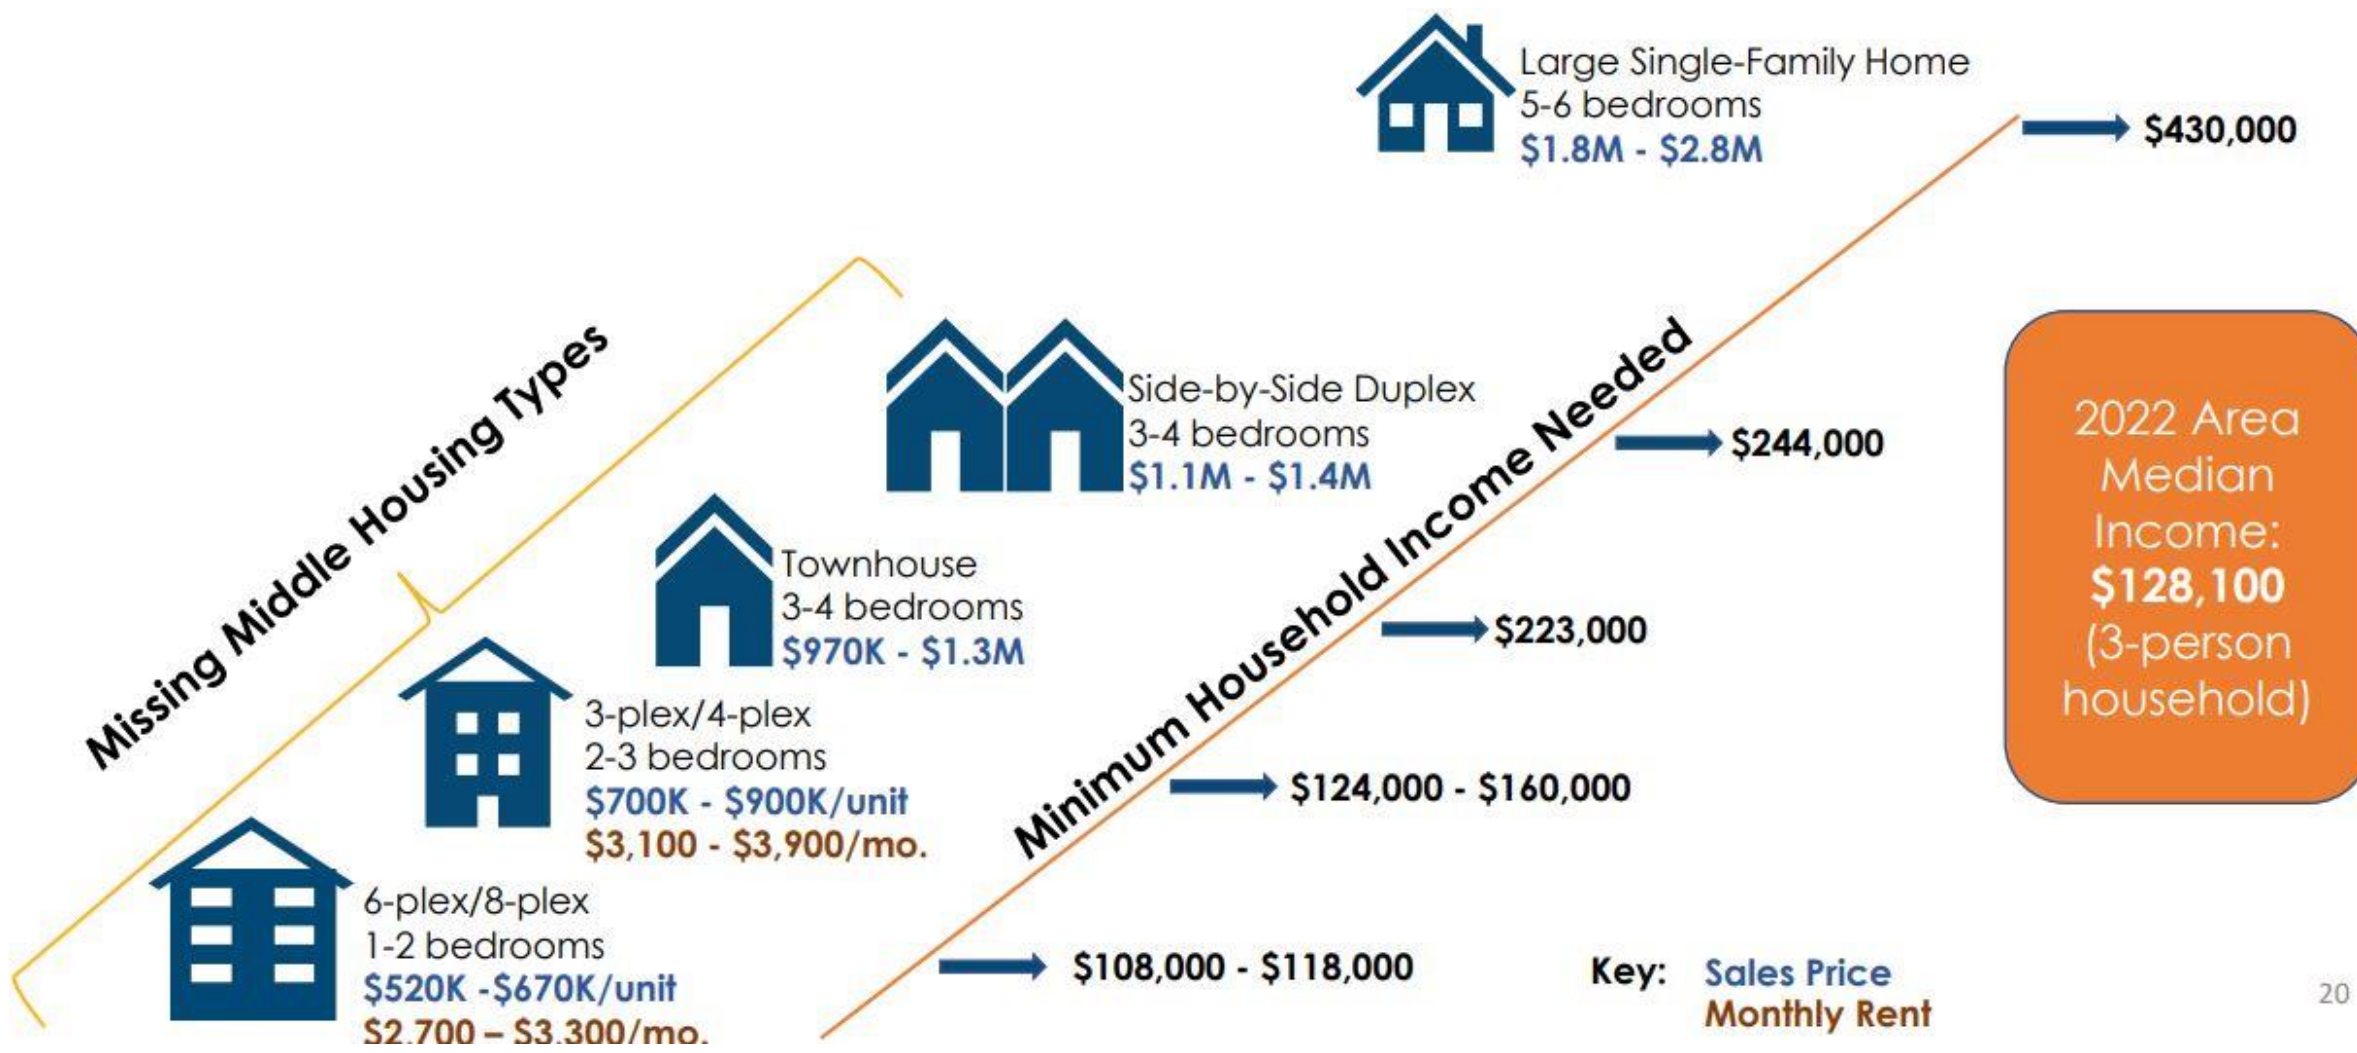 Large Single-Family Home
5-6 bedrooms
$1.8M - $2.8M
$430,000
Missing Middle Housing Types
Side-by-Side Duplex
3-4 bedrooms
$1.1M - $1.4M
Minimum Household Income Needed
$244,000
2022 Area
Median
Income:
$128,100
(3-person
household)
Townhouse
3-4 bedrooms
$970K - $1.3M
$223,000
3-plex/4-plex
2-3 bedrooms
$700K - $900K/unit
$3,100 - $3,900/mo.
$124,000 - $160,000
6-plex/8-plex
1-2 bedrooms
$520K -$670K/unit
$2,700 – $3,300/mo.
$108,000 - $118,000
Key: Sales Price
Monthly Rent
20